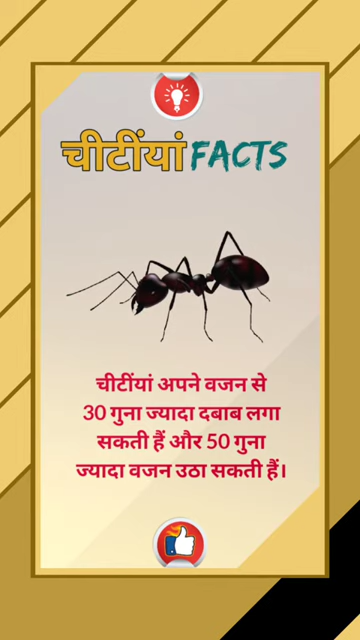 चीटींयां FACTS
चीटींयां अपने वजन से
30 गुना ज्यादा दबाब लगा
सकती हैं और 50 गुना
ज्यादा वजन उठा सकती हैं।